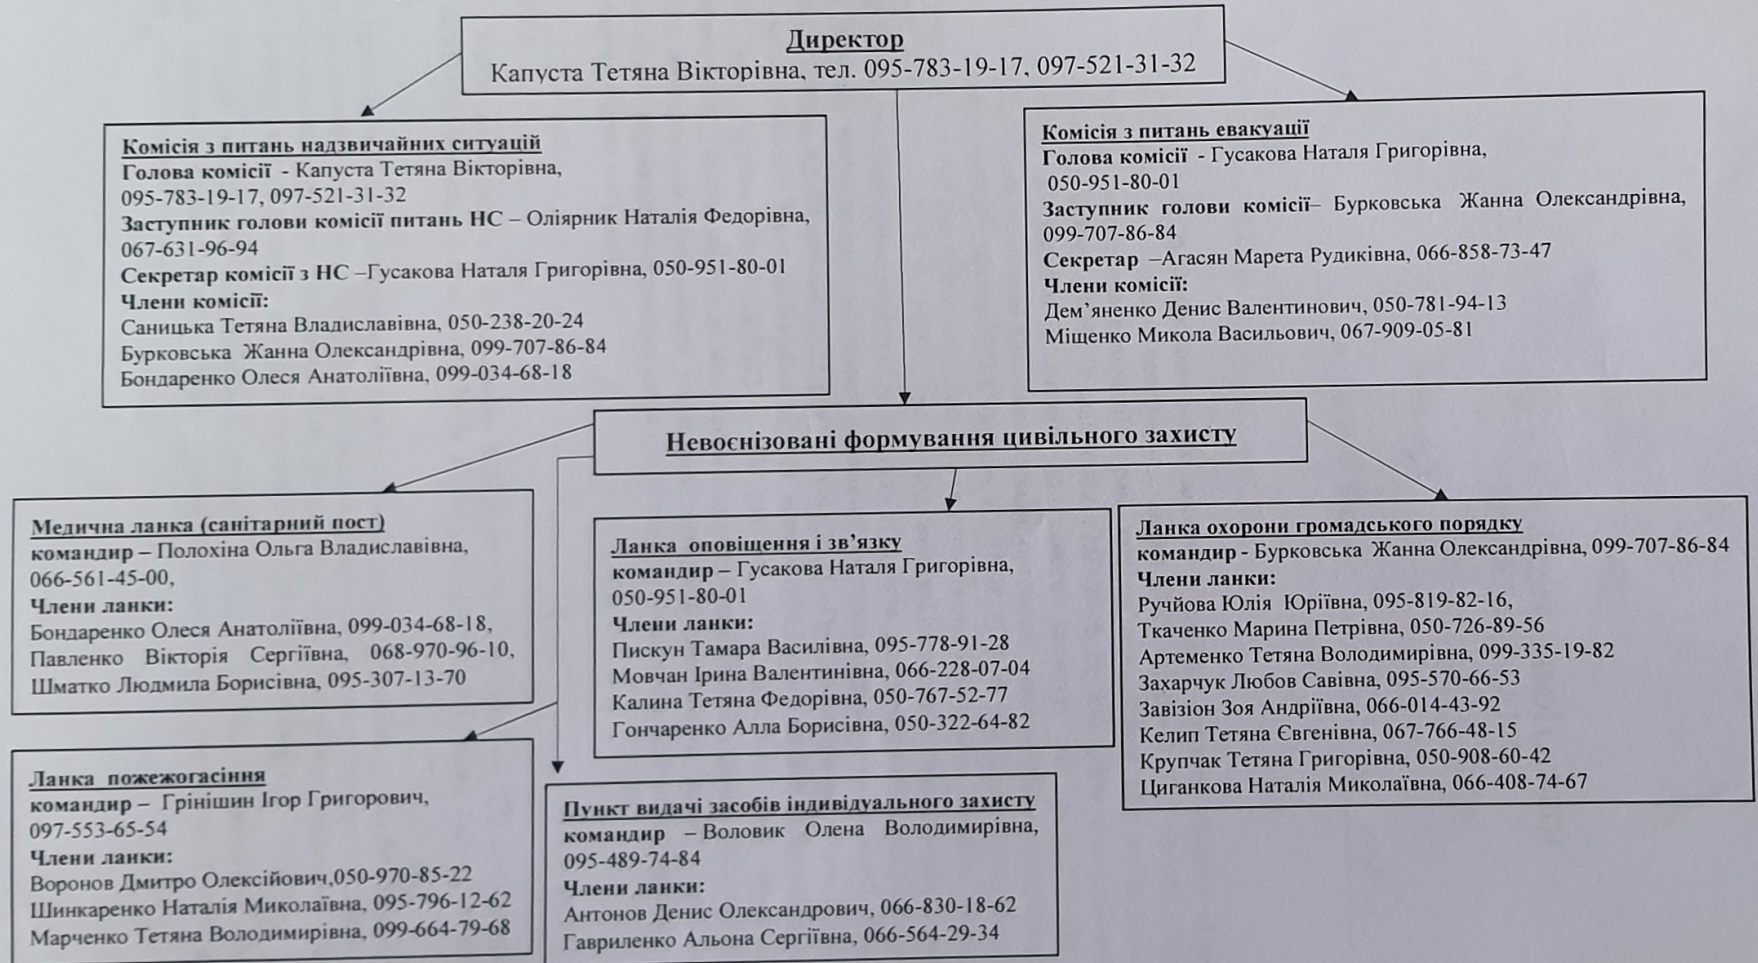 Директор
Капуста Тетяна Вікторівна, тел. 095-783-19-17, 097-521-31-32
Комісія з питань надзвичайних ситуацій
Голова комісії - Капуста Тетяна Вікторівна,
095-783-19-17, 097-521-31-32
Заступник голови комісії питань НС – Оліярник Наталія Федорівна,
067-631-96-94
Секретар комісії з НС –Гусакова Наталя Григорівна, 050-951-80-01
Члени комісії:
Саницька Тетяна Владиславівна, 050-238-20-24
Бурковська Жанна Олександрівна, 099-707-86-84
Бондаренко Олеся Анатоліївна, 099-034-68-18
Комісія з питань евакуації
Голова комісії - Гусакова Наталя Григорівна,
050-951-80-01
Заступник голови комісії– Бурковська Жанна Олександрівна,
099-707-86-84
Секретар –Агасян Марета Рудиківна, 066-858-73-47
Члени комісії:
Дем’яненко Денис Валентинович, 050-781-94-13
Міщенко Микола Васильович, 067-909-05-81
Невоєнізовані формування цивільного захисту
Медична ланка (санітарний пост)
командир – Полохіна Ольга Владиславівна,
066-561-45-00,
Члени ланки:
Бондаренко Олеся Анатоліївна, 099-034-68-18,
Павленко Вікторія Сергіївна, 068-970-96-10,
Шматко Людмила Борисівна, 095-307-13-70
Ланка оповіщення і зв’язку
командир – Гусакова Наталя Григорівна,
050-951-80-01
Члени ланки:
Пискун Тамара Василівна, 095-778-91-28
Мовчан Ірина Валентинівна, 066-228-07-04
Калина Тетяна Федорівна, 050-767-52-77
Гончаренко Алла Борисівна, 050-322-64-82
Ланка охорони громадського порядку
командир - Бурковська Жанна Олександрівна, 099-707-86-84
Члени ланки:
Ручйова Юлія Юріївна, 095-819-82-16,
Ткаченко Марина Петрівна, 050-726-89-56
Артеменко Тетяна Володимирівна, 099-335-19-82
Захарчук Любов Савівна, 095-570-66-53
Завізіон Зоя Андріївна, 066-014-43-92
Келип Тетяна Євгенівна, 067-766-48-15
Крупчак Тетяна Григорівна, 050-908-60-42
Циганкова Наталія Миколаївна, 066-408-74-67
Ланка пожежогасіння
командир – Грінішин Ігор Григорович,
097-553-65-54
Члени ланки:
Воронов Дмитро Олексійович,050-970-85-22
Шинкаренко Наталія Миколаївна, 095-796-12-62
Марченко Тетяна Володимирівна, 099-664-79-68
Пункт видачі засобів індивідуального захисту
командир – Воловик Олена Володимирівна,
095-489-74-84
Члени ланки:
Антонов Денис Олександрович, 066-830-18-62
Гавриленко Альона Сергіївна, 066-564-29-34